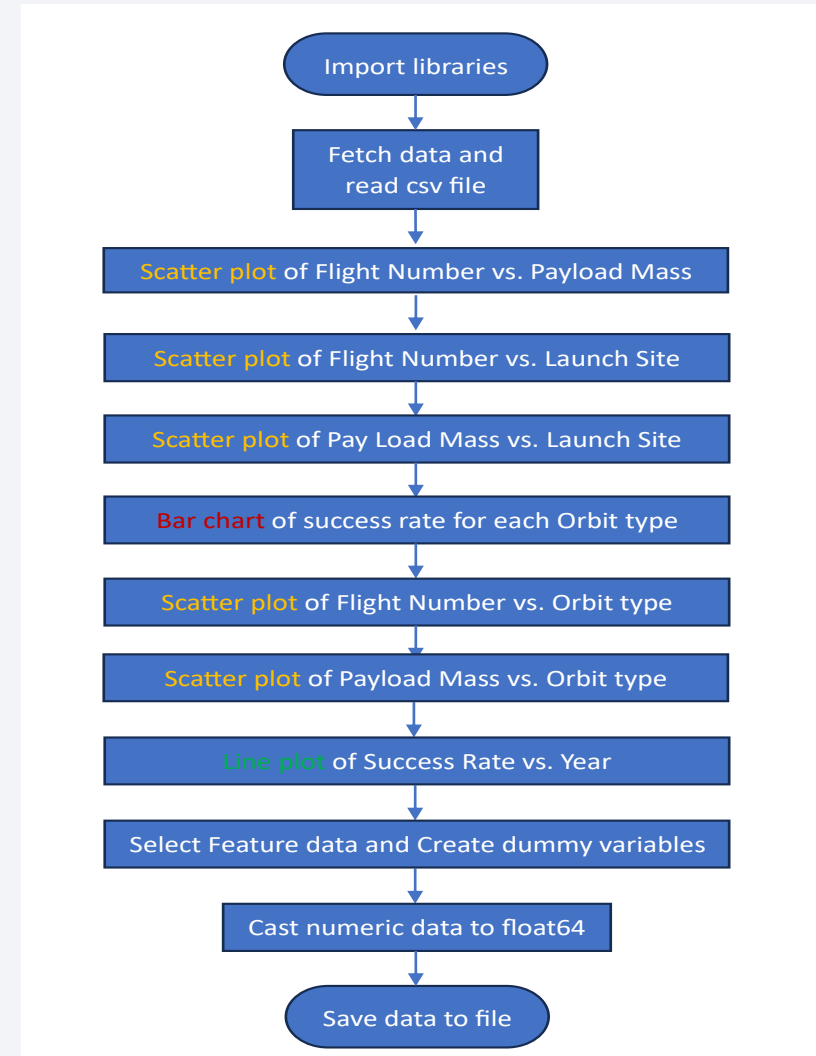 Import libraries
Fetch data and
read csv file
Scatter plot of Flight Number vs. Payload Mass
Scatter plot of Flight Number vs. Launch Site
Scatter plot of Pay Load Mass vs. Launch Site
Bar chart of success rate for each Orbit type
Scatter plot of Flight Number vs. Orbit type
Scatter plot of Payload Mass vs. Orbit type
Line plot of Success Rate vs. Year
Select Feature data and Create dummy variables
Cast numeric data to float64
Save data to file